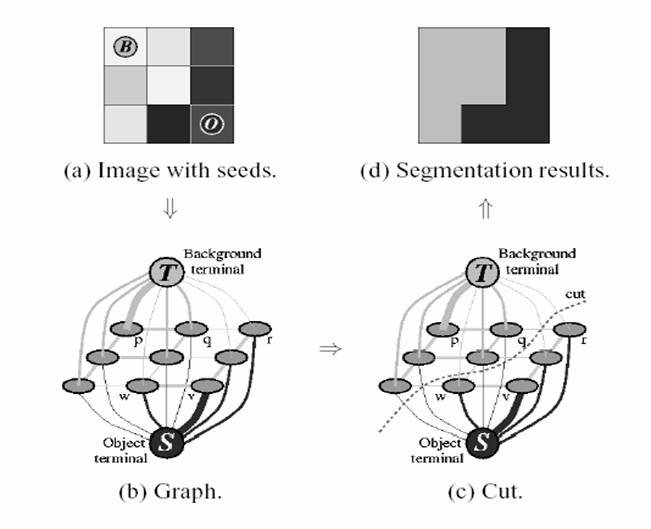 B
O
(a) Image with seeds.
(d) Segmentation results.
⇓
⇑
Background
terminal
T
p
q
r
w
v
Object
terminal
S
(b) Graph.
⇒
Background
terminal
T
cut
p
q
r
w
v
Object
terminal
S
(c) Cut.